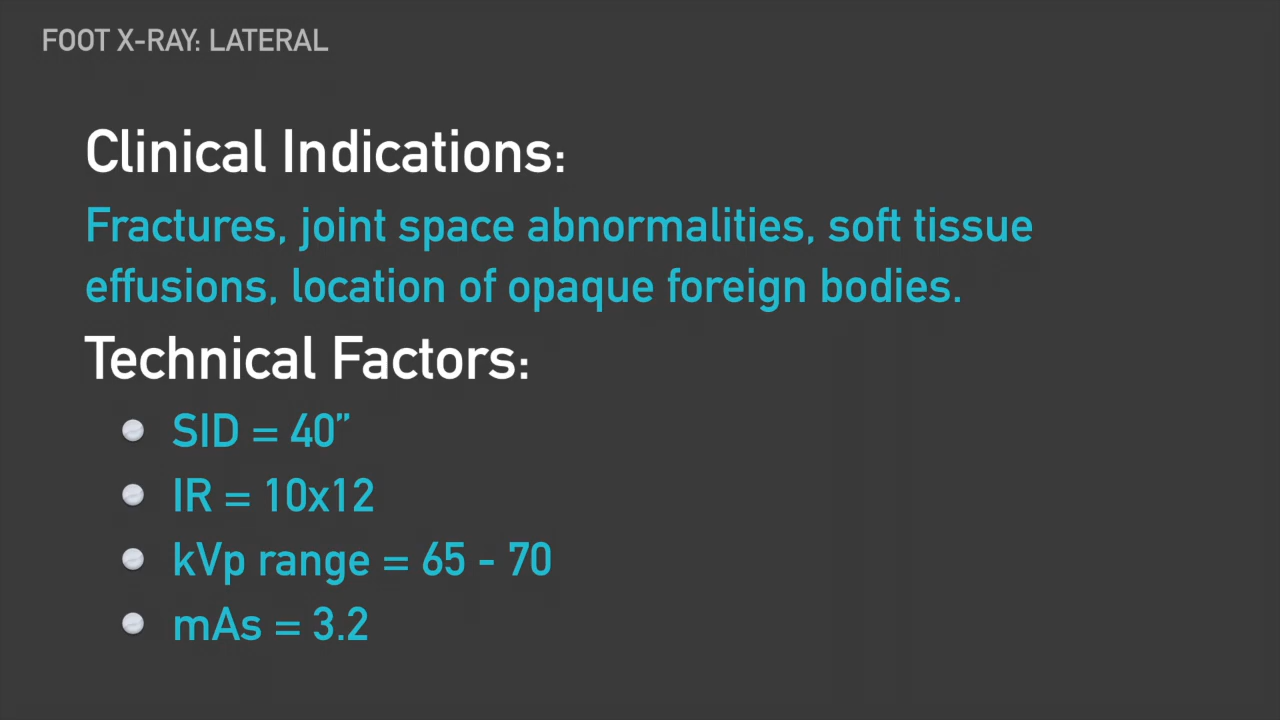 FOOT X-RAY: LATERAL
Clinical Indications:
Fractures, joint space abnormalities, soft tissue
effusions, location of opaque foreign bodies.
Technical Factors:
SID = 40”
IR = 10x12
kVp range = 65 - 70
mAs = 3.2